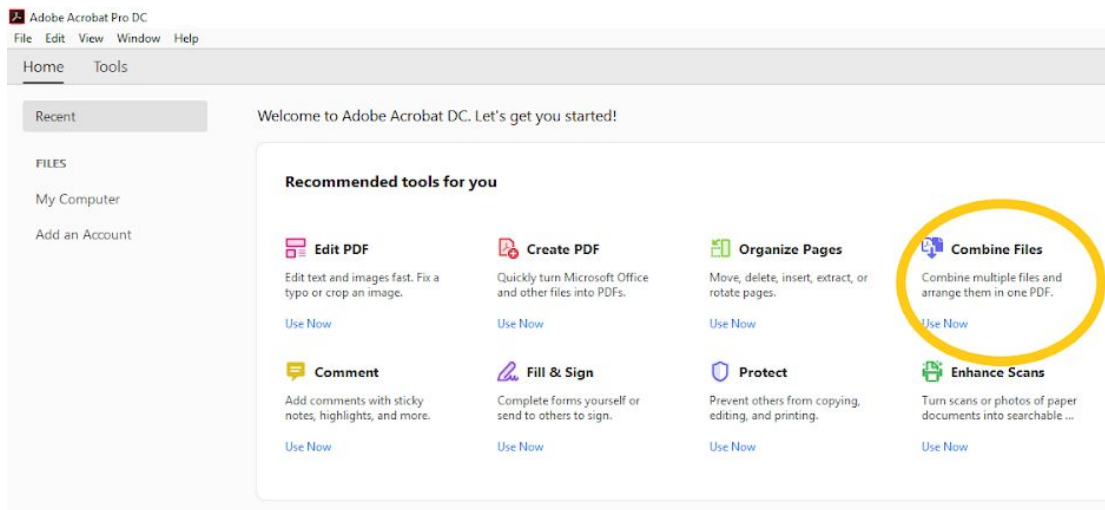 Adobe Acrobat Pro DC
File Edit View Window Help
Home Tools
Recent
Welcome to Adobe Acrobat DC. Let's get you started!
FILES
My Computer
Add an Account
Recommended tools for you
Edit PDF
Edit text and images fast. Fix a
typo or crop an image.
Use Now
Create PDF
Quickly turn Microsoft Office
and other files into PDFs.
Use Now
Organize Pages
Move, delete, insert, extract, or
rotate pages.
Use Now
Combine Files
Combine multiple files and
arrange them in one PDF.
Use Now
Comment
Add comments with sticky
notes, highlights, and more.
Use Now
Fill & Sign
Complete forms yourself or
send to others to sign.
Use Now
Protect
Prevent others from copying,
editing, and printing.
Use Now
Enhance Scans
Turn scans or photos of paper
documents into searchable ...
Use Now